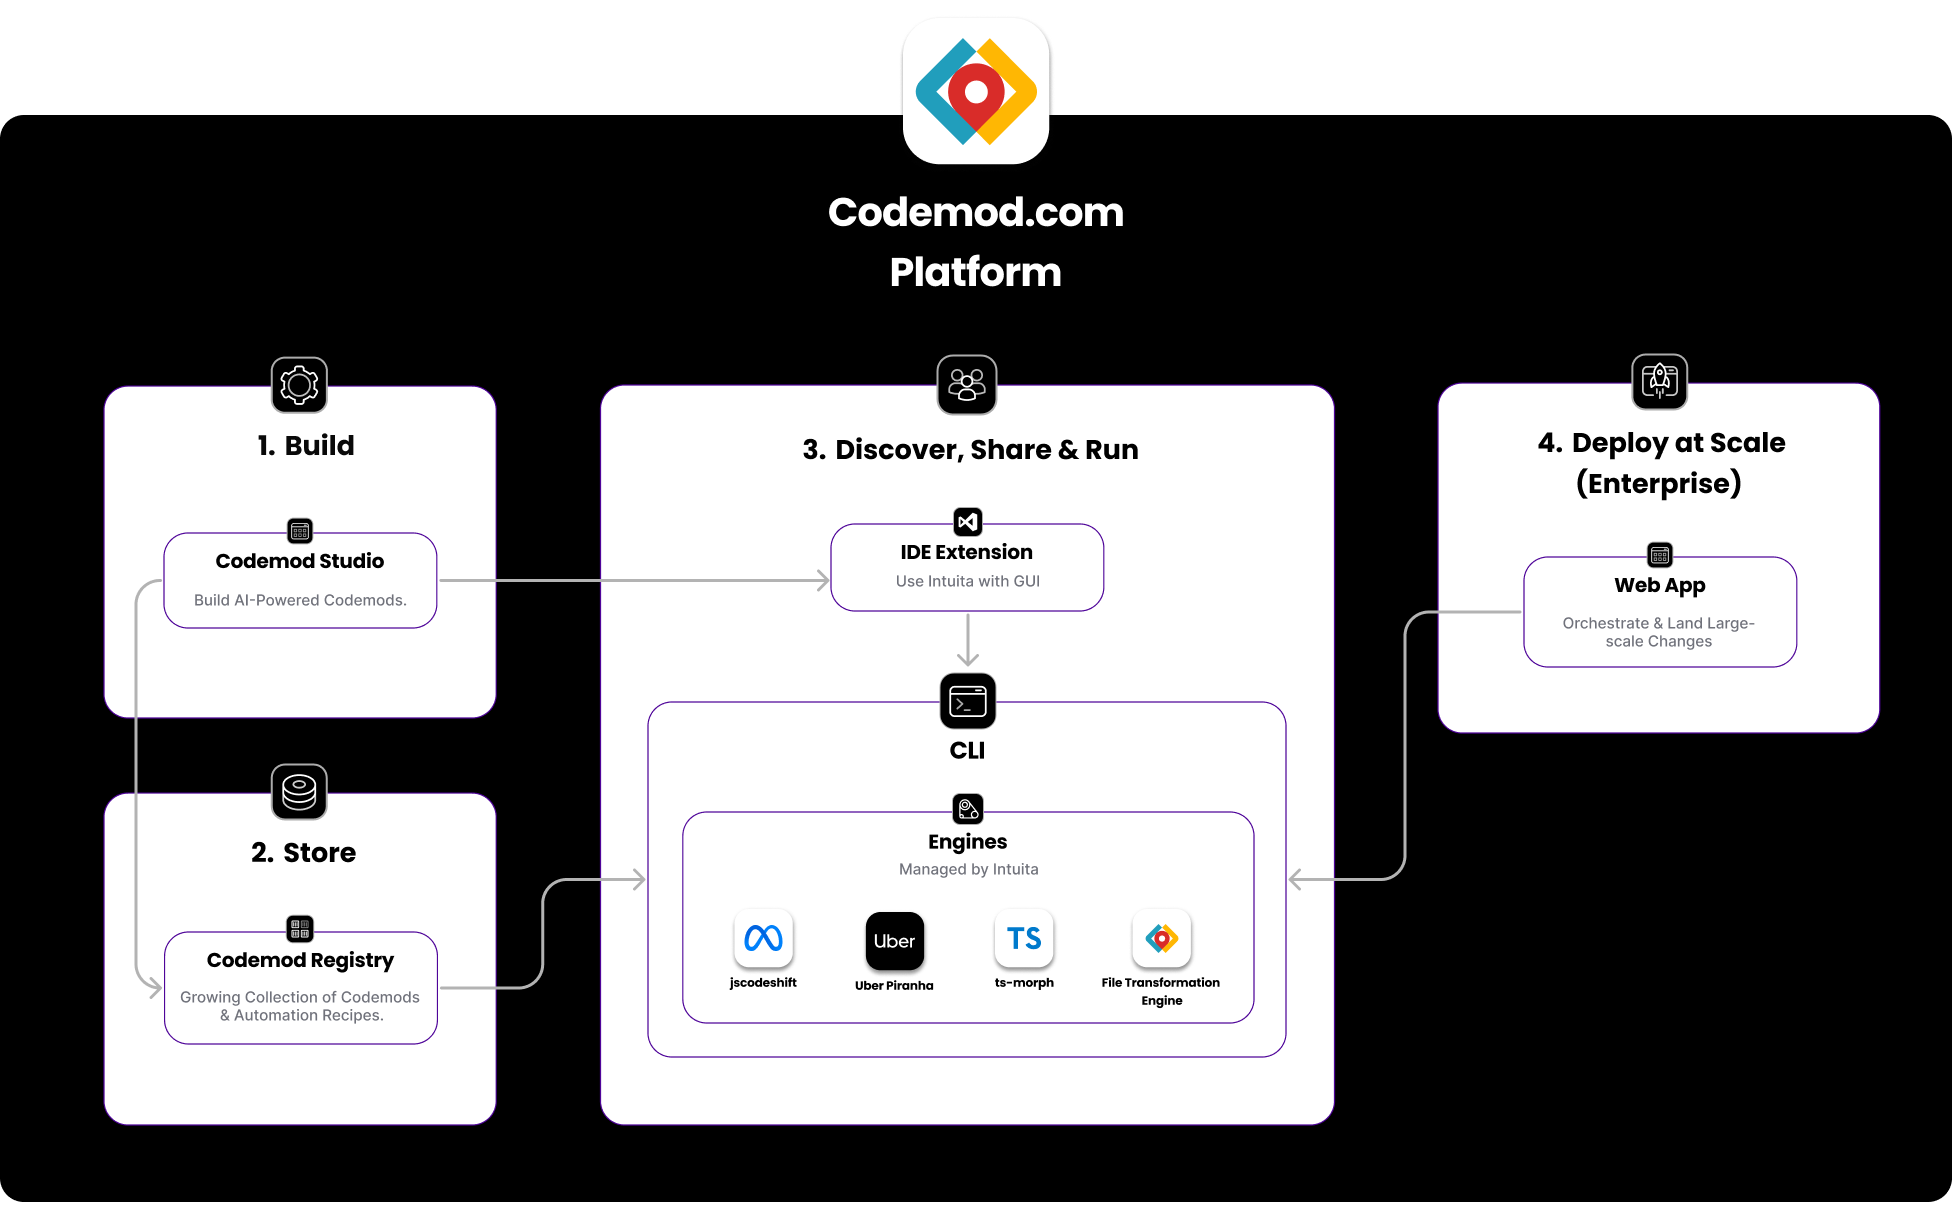 Codemod.com
Platform
1. Build
Codemod Studio
Build AI-Powered Codemods.
2. Store
Codemod Registry
Growing Collection of Codemods
& Automation Recipes.
3. Discover, Share & Run
IDE Extension
Use Intuita with GUI
CLI
Engines
Managed by Intuita
jscodeshift
Uber
Uber Piranha
TS
ts-morph
File Transformation
Engine
4. Deploy at Scale
(Enterprise)
Web App
Orchestrate & Land Large-
scale Changes